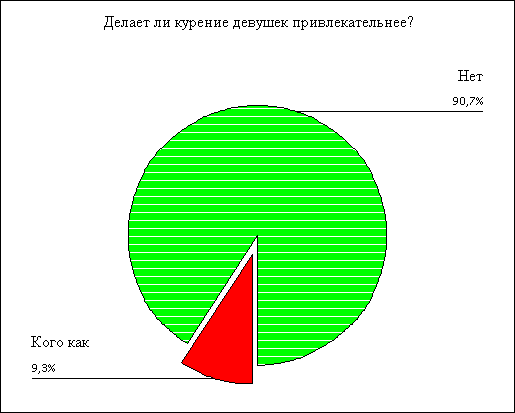 Делает ли курение девушек привлекательнее?
Нет
90,7%
Кого как
9,3%